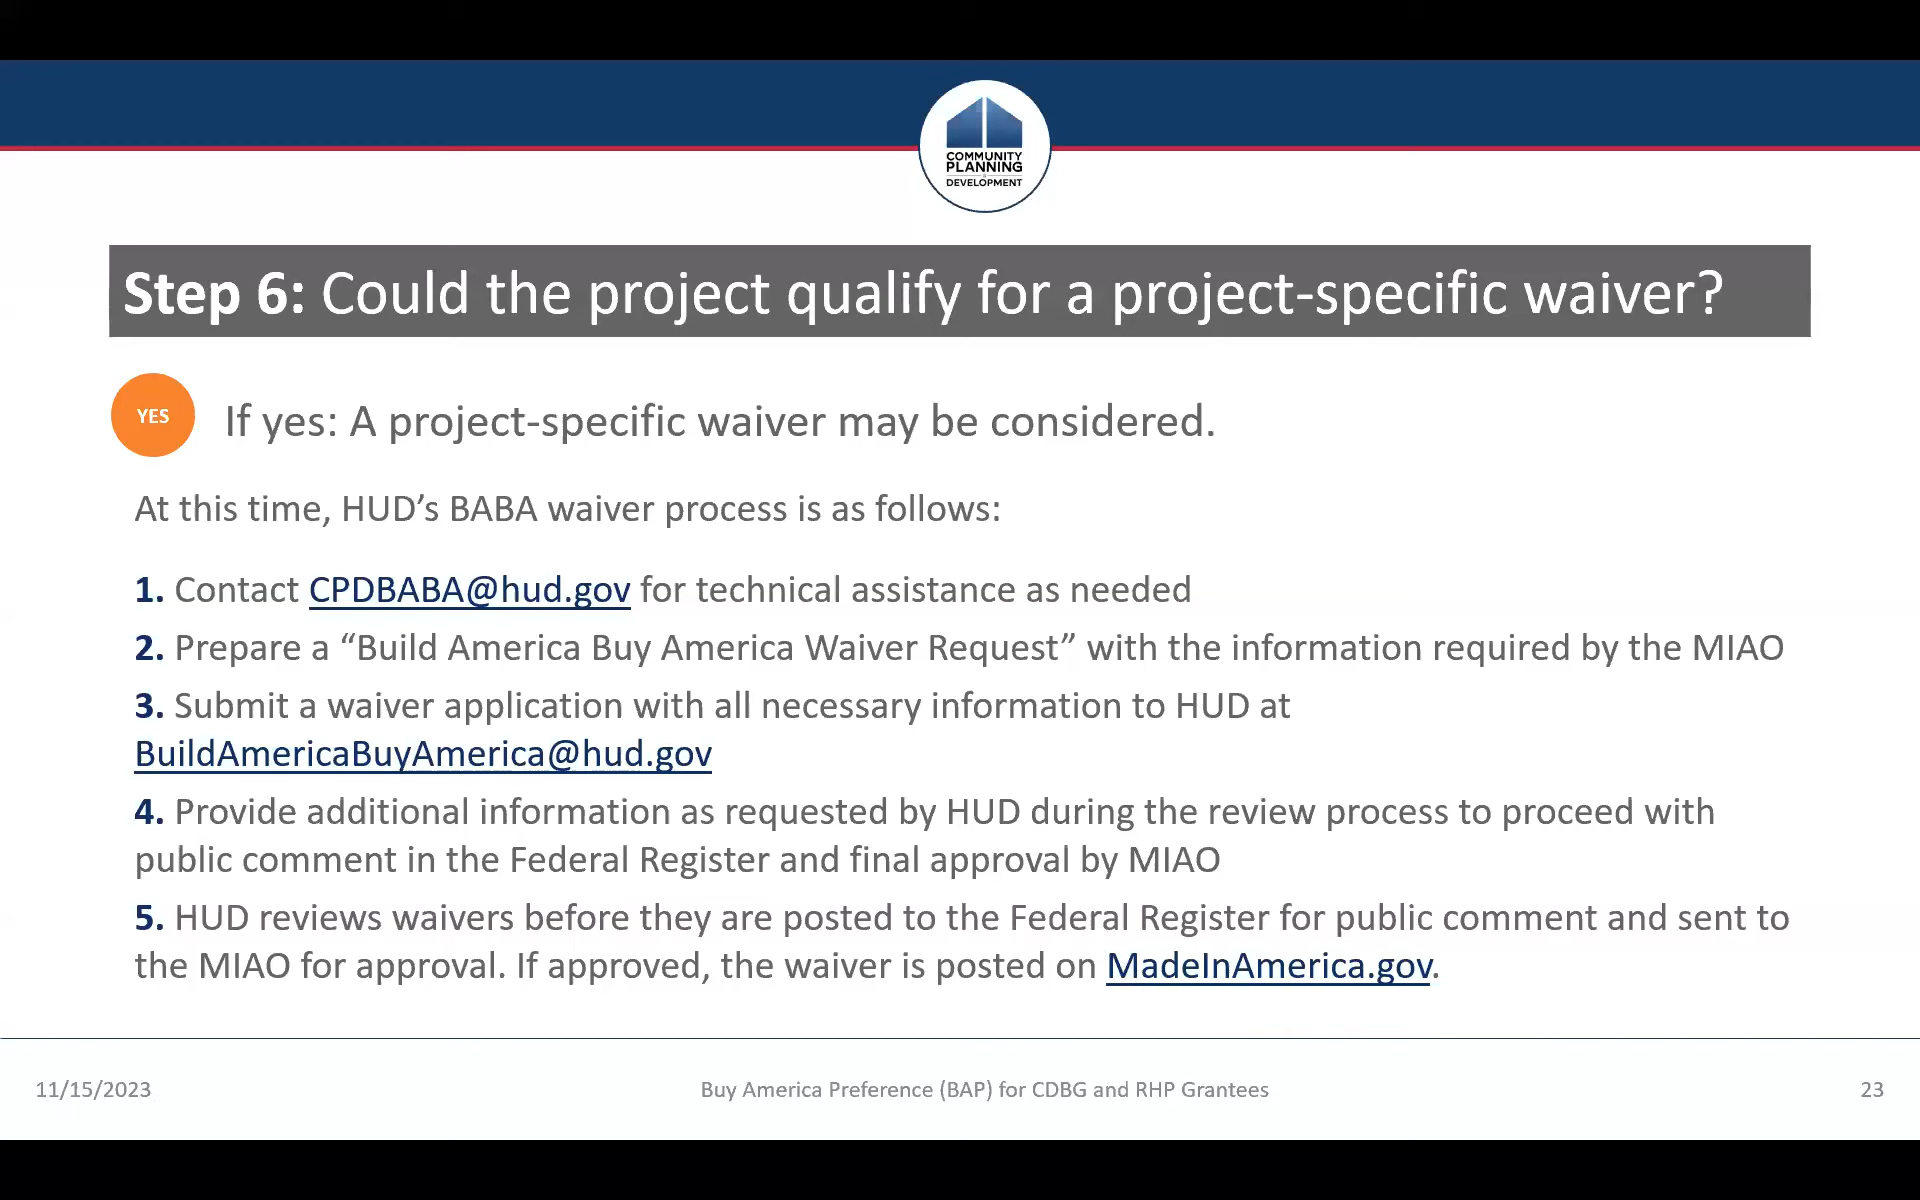 COMMUNITY
PLANNING
DEVELOPMENT
Step 6: Could the project qualify for a project-specific waiver?
YES
If yes: A project-specific waiver may be considered.
At this time, HUD’s BABA waiver process is as follows:
1. Contact CPDBABA@hud.gov for technical assistance as needed
2. Prepare a “Build America Buy America Waiver Request” with the information required by the MIAO
3. Submit a waiver application with all necessary information to HUD at
BuildAmericaBuyAmerica@hud.gov
4. Provide additional information as requested by HUD during the review process to proceed with
public comment in the Federal Register and final approval by MIAO
5. HUD reviews waivers before they are posted to the Federal Register for public comment and sent to
the MIAO for approval. If approved, the waiver is posted on MadeInAmerica.gov.
11/15/2023
Buy America Preference (BAP) for CDBG and RHP Grantees
23